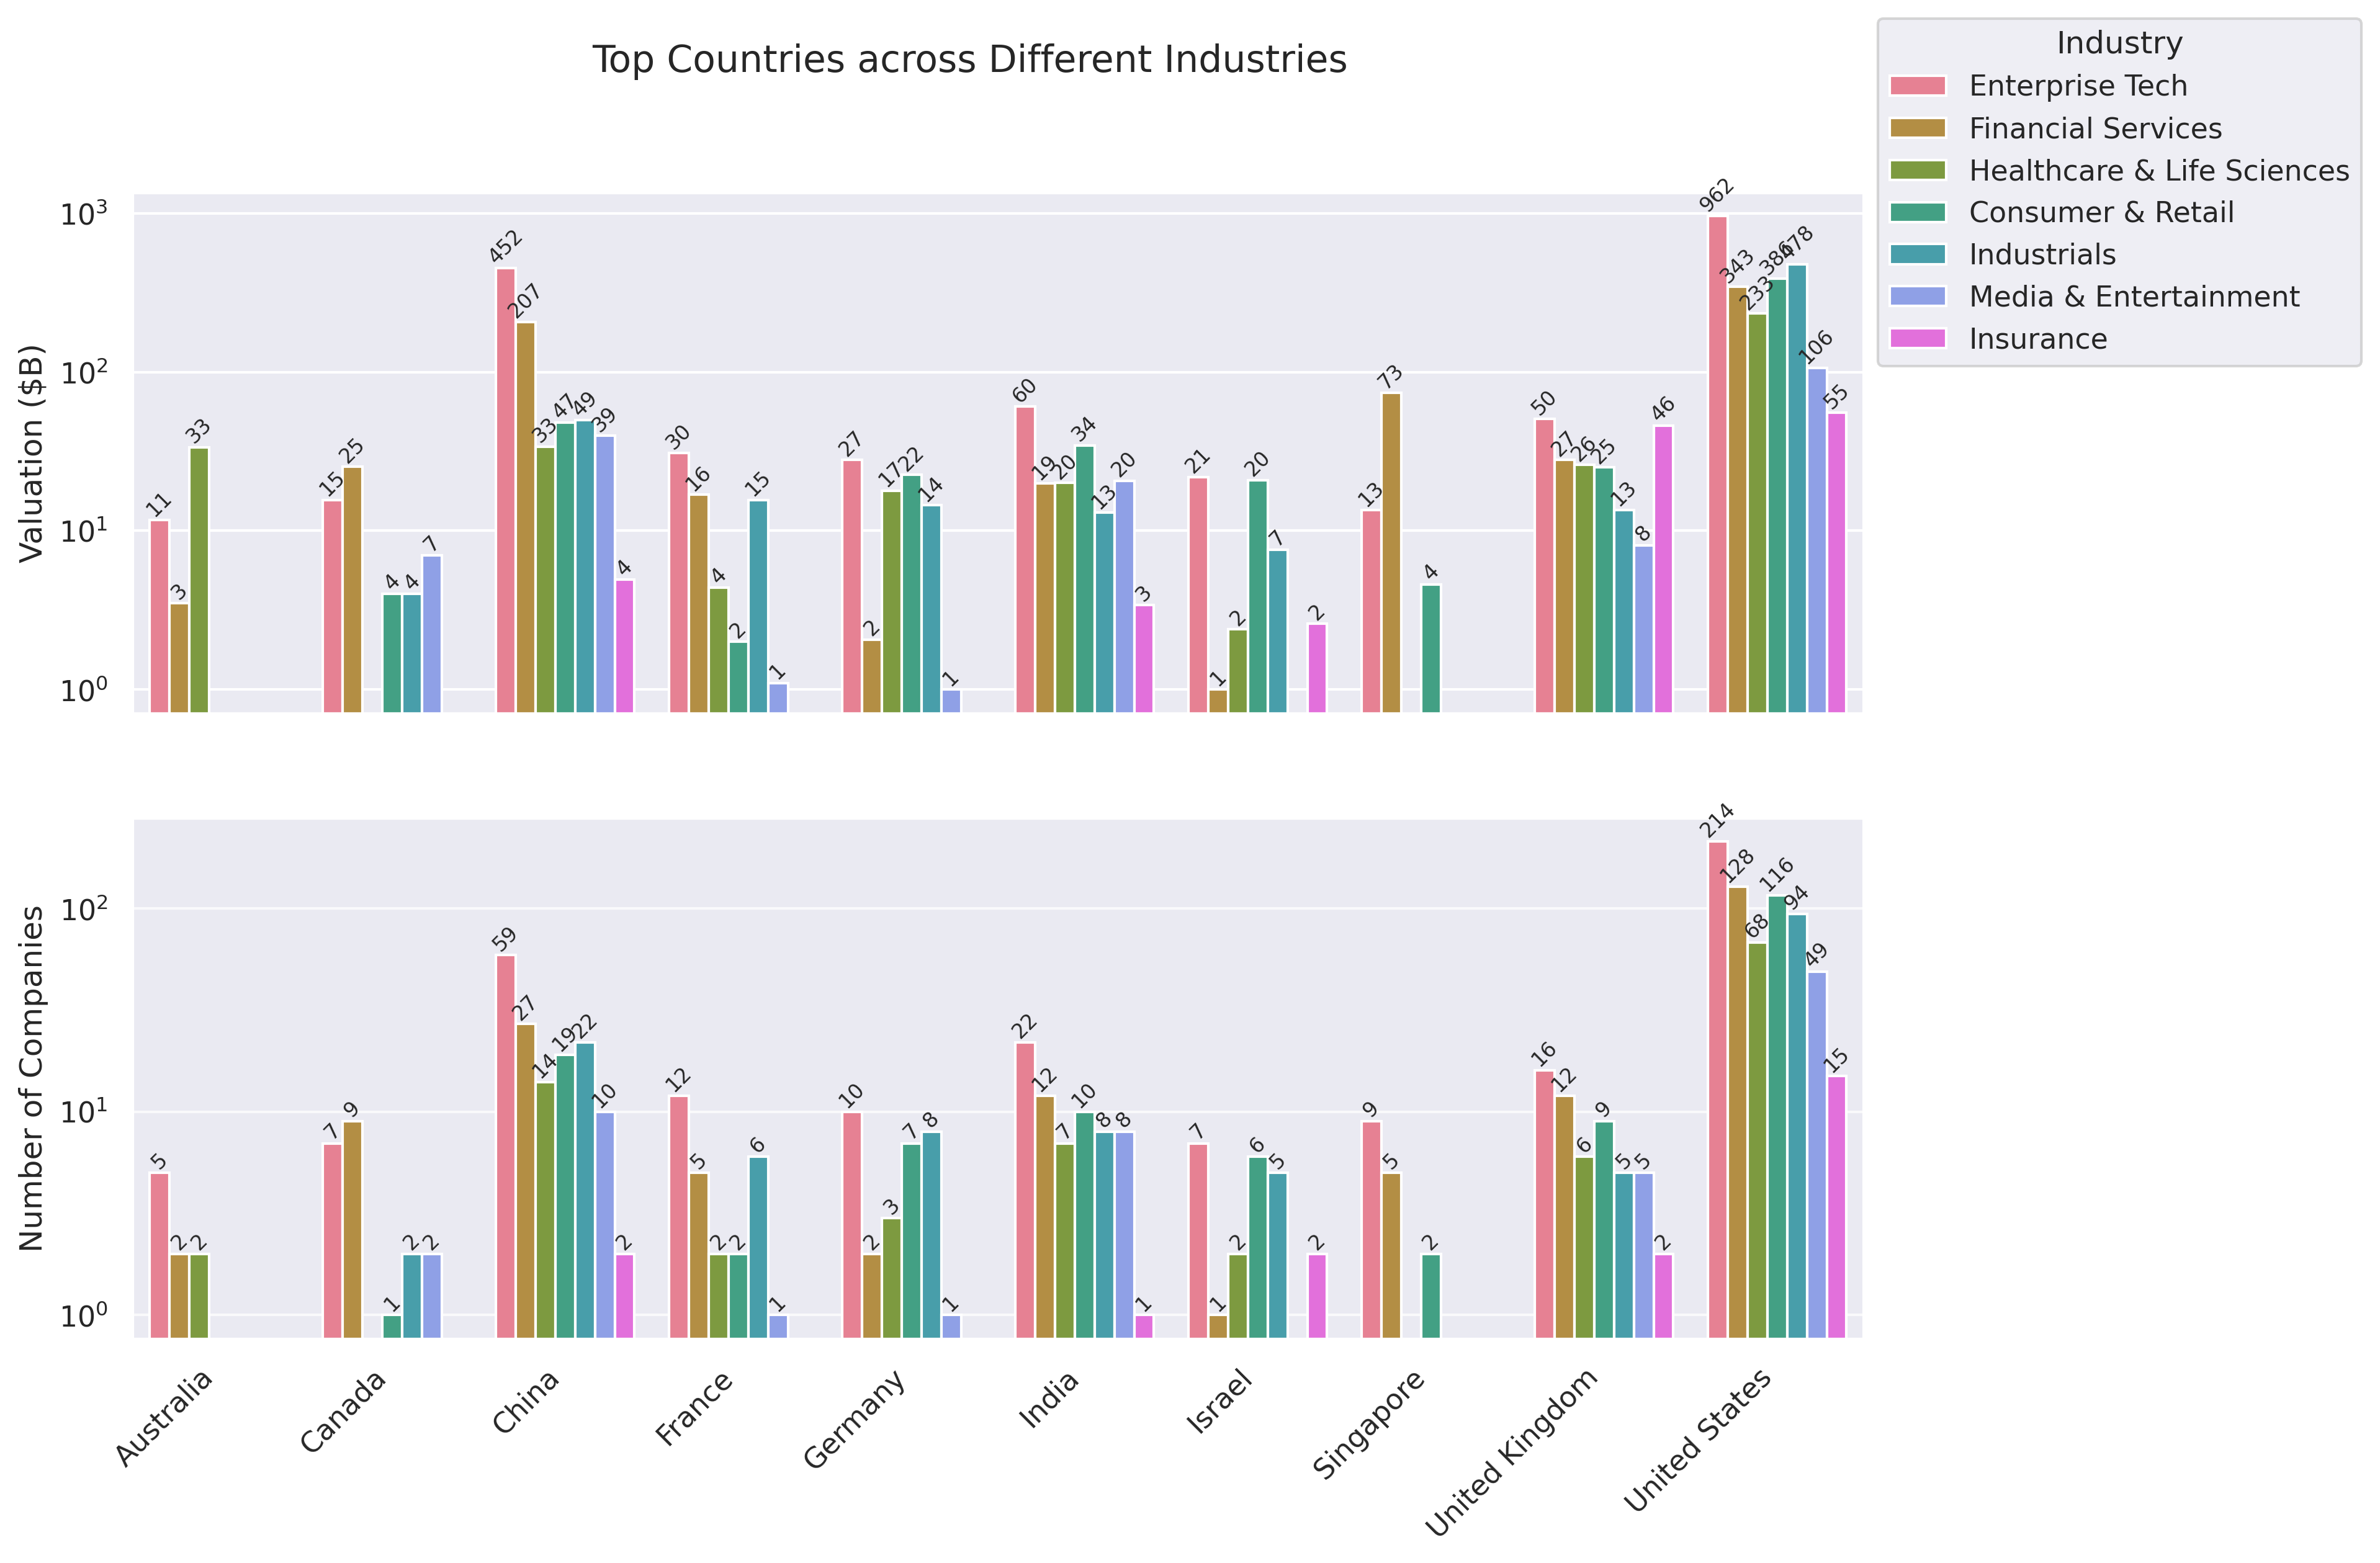 Top Countries across Different Industries
Industry
Enterprise Tech
Financial Services
Healthcare & Life Sciences
Consumer & Retail
Industrials
Media & Entertainment
Insurance
Valuation ($B)
10³
10²
10¹
10⁰
11 3 33
15 25 4 4 7
452 207 33 47 49 39 4
30 16 4 2 15 1
27 2 17 22 14 1
60 19 20 34 13 20 3
21 1 2 20 7 2
13 73 4
50 27 26 25 13 8 46
962 343 233 386 478 106 55
Number of Companies
10²
10¹
10⁰
5 2 2
7 9 1 2 2
59 27 14 19 22 10 2
12 5 2 2 6 1
10 2 3 7 8 1
22 12 7 10 8 8 1
7 1 2 6 5 2
9 5 2
16 12 6 9 5 5 2
214 128 68 116 94 49 15
Australia
Canada
China
France
Germany
India
Israel
Singapore
United Kingdom
United States